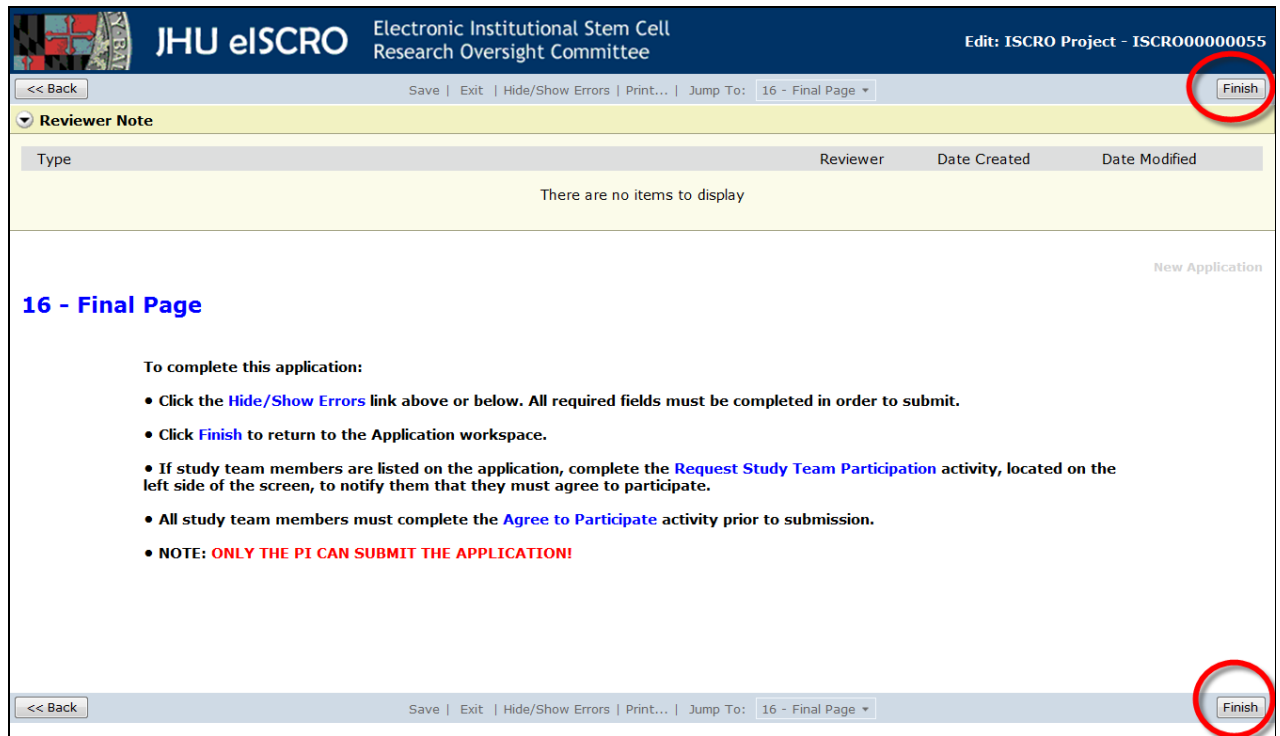 JHU eISCRO
Electronic Institutional Stem Cell
Research Oversight Committee
Edit: ISCRO Project - ISCRO00000055
<< Back
Save | Exit | Hide/Show Errors | Print... | Jump To: 16 - Final Page
Finish
Reviewer Note
Type Reviewer Date Created Date Modified
There are no items to display
New Application
16 - Final Page
To complete this application:
• Click the Hide/Show Errors link above or below. All required fields must be completed in order to submit.
• Click Finish to return to the Application workspace.
• If study team members are listed on the application, complete the Request Study Team Participation activity, located on the
left side of the screen, to notify them that they must agree to participate.
• All study team members must complete the Agree to Participate activity prior to submission.
• NOTE: ONLY THE PI CAN SUBMIT THE APPLICATION!
<< Back
Save | Exit | Hide/Show Errors | Print... | Jump To: 16 - Final Page
Finish